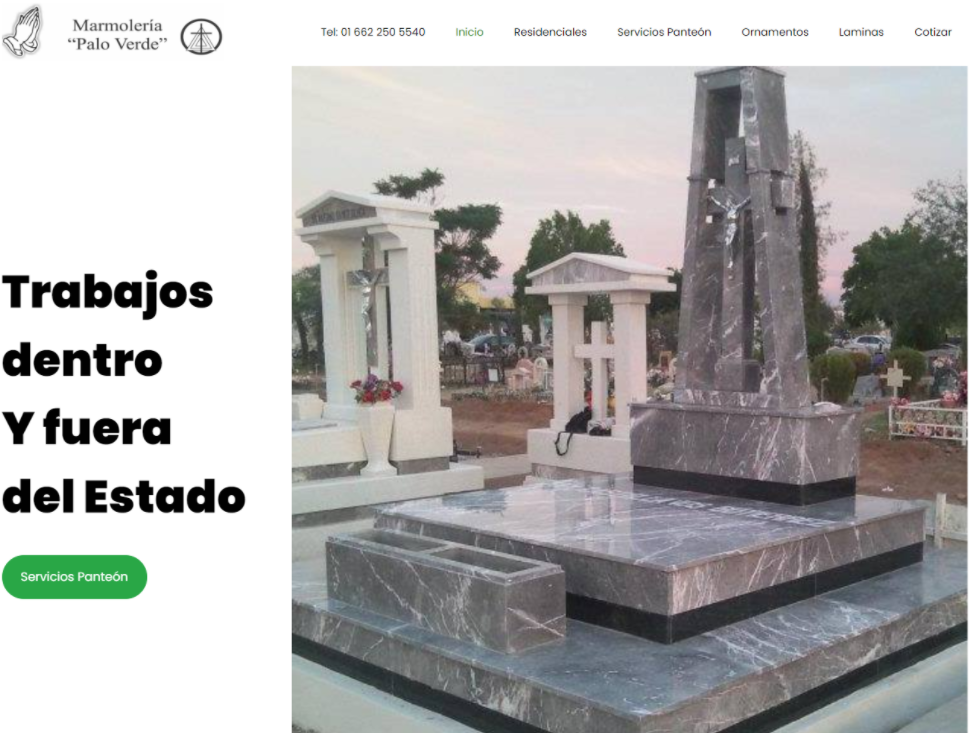 Marmolería
“Palo Verde”
Tel: 01 662 250 5540
Inicio
Residenciales
Servicios Panteón
Ornamentos
Laminas
Cotizar
Trabajos
dentro
Y fuera
del Estado
Servicios Panteón